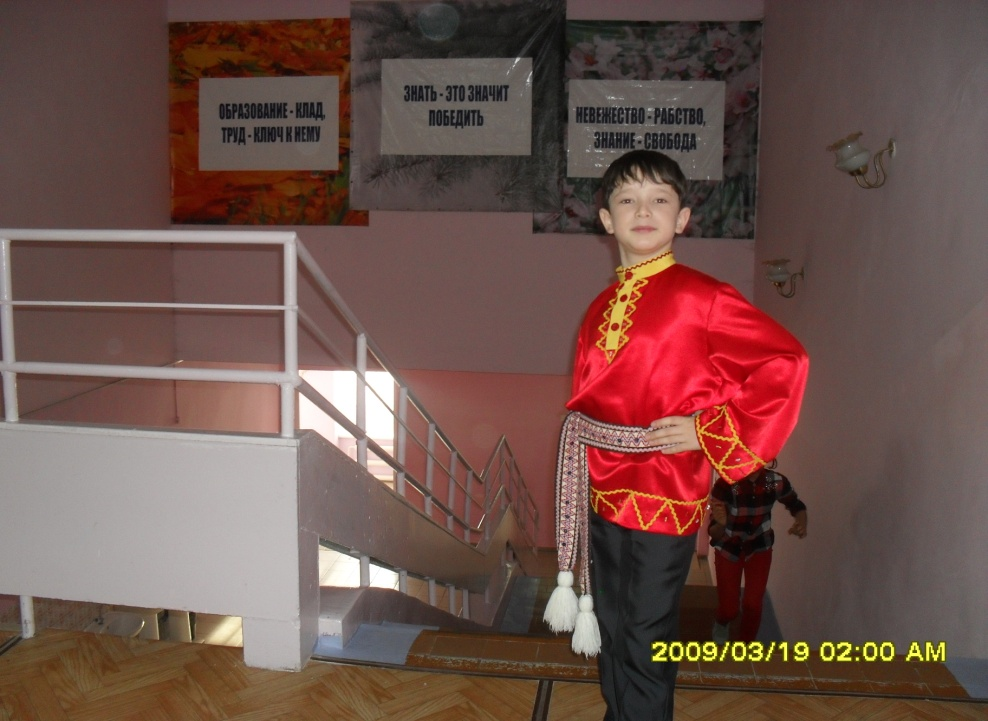 ОБРАЗОВАНИЕ - КЛАД,
ТРУД - КЛЮЧ К НЕМУ
ЗНАТЬ - ЭТО ЗНАЧИТ
ПОБЕДИТЬ
НЕВЕЖЕСТВО - РАБСТВО,
ЗНАНИЕ - СВОБОДА
2009/03/19 02:00 AM